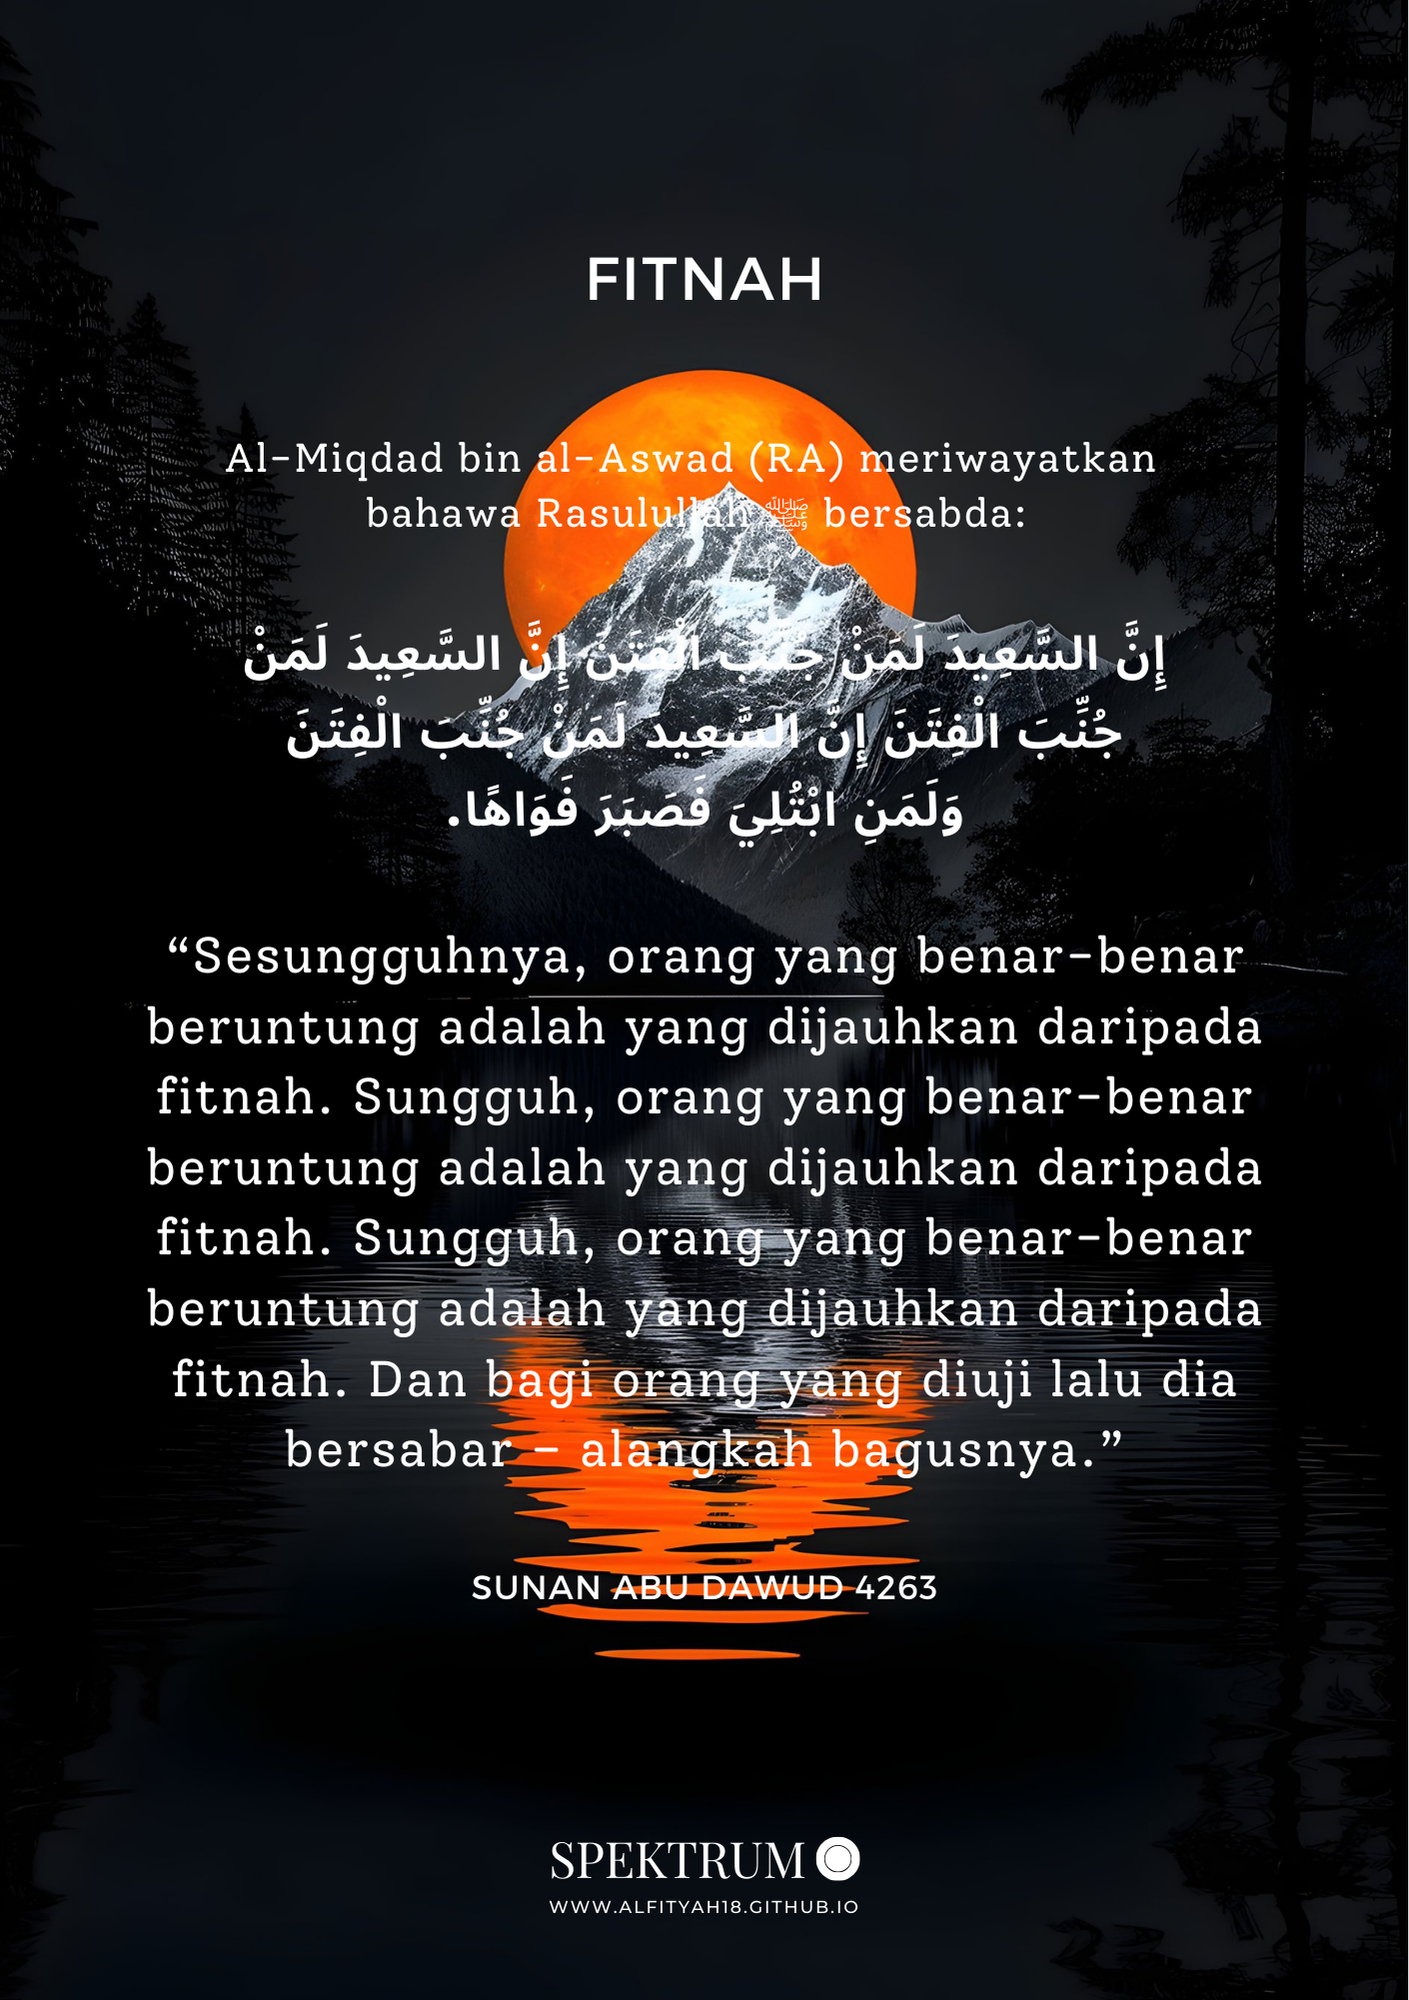 FITNAH
Al-Miqdad bin al-Aswad (RA) meriwayatkan
bahawa Rasulullah ﷺ bersabda:
إِنَّ السَّعِيدَ لَمَنْ جُنِّبَ الْفِتَنَ إِنَّ السَّعِيدَ لَمَنْ
جُنِّبَ الْفِتَنَ إِنَّ السَّعِيدَ لَمَنْ جُنِّبَ الْفِتَنَ
وَلَمَنِ ابْتُلِيَ فَصَبَرَ فَوَاهًا.
“Sesungguhnya, orang yang benar-benar
beruntung adalah yang dijauhkan daripada
fitnah. Sungguh, orang yang benar-benar
beruntung adalah yang dijauhkan daripada
fitnah. Sungguh, orang yang benar-benar
beruntung adalah yang dijauhkan daripada
fitnah. Dan bagi orang yang diuji lalu dia
bersabar – alangkah bagusnya.”
SUNAN ABU DAWUD 4263
SPEKTRUM
WWW.ALFITYAH18.GITHUB.IO